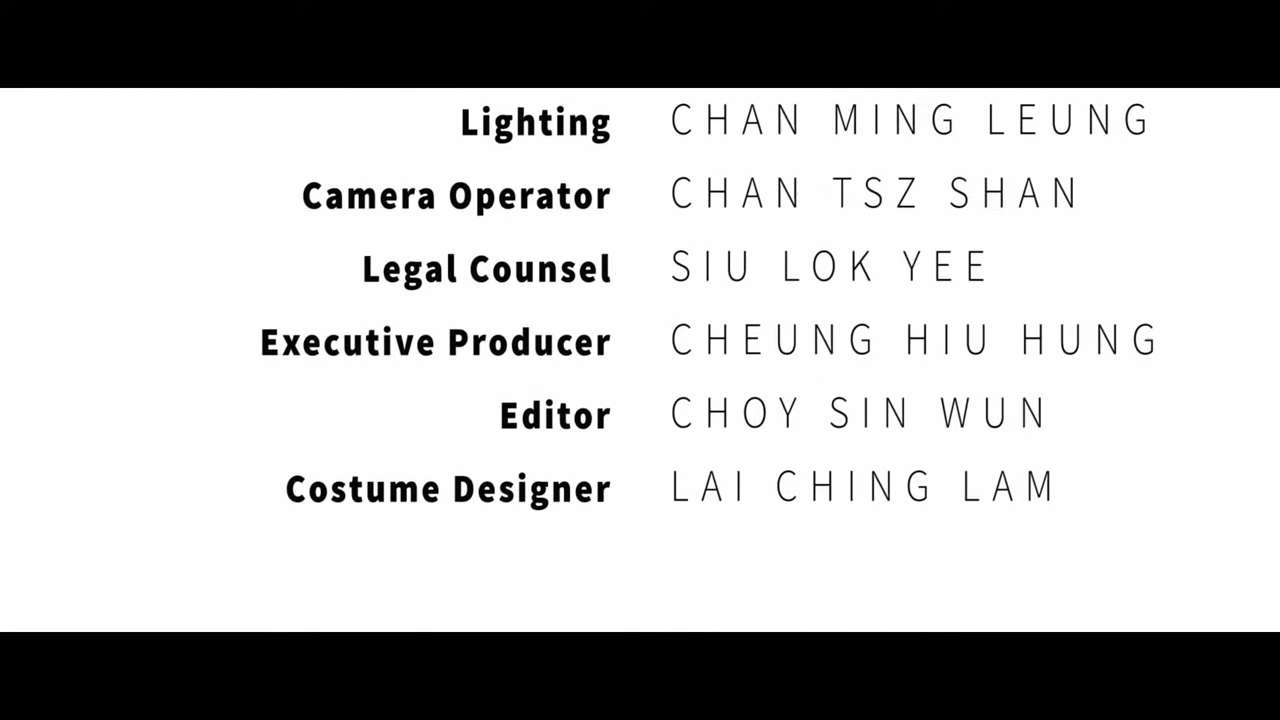 Lighting CHAN MING LEUNG
Camera Operator CHAN TSZ SHAN
Legal Counsel SIU LOK YEE
Executive Producer CHEUNG HIU HUNG
Editor CHOY SIN WUN
Costume Designer LAI CHING LAM